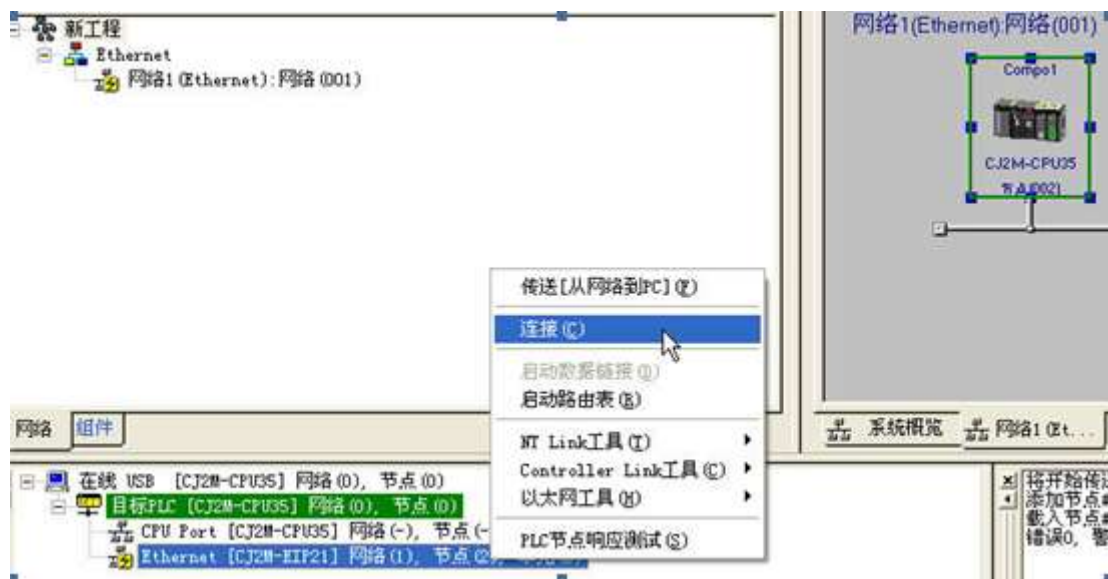 新工程
Ethernet
网络1(Ethernet):网络(001)
网络1(Ethernet):网络(001)
Compo1
CJ2M-CPU35
节点(002)
传送[从网络到PC](F)
连接(C)
启动数据链接(D)
启动路由表(R)
NT Link工具(T)
Controller Link工具(C)
以太网工具(H)
PLC节点响应测试(S)
网络
组件
系统概览
网络1(Et...
在线 USB [CJ2M-CPU35] 网络(0), 节点(0)
目标PLC [CJ2M-CPU35] 网络(0), 节点(0)
CPU Port [CJ2M-CPU35] 网络(-), 节点(-
Ethernet [CJ2M-EIP21] 网络(1), 节点(2),
将开始传
添加节点
载入节点
错误0, 警